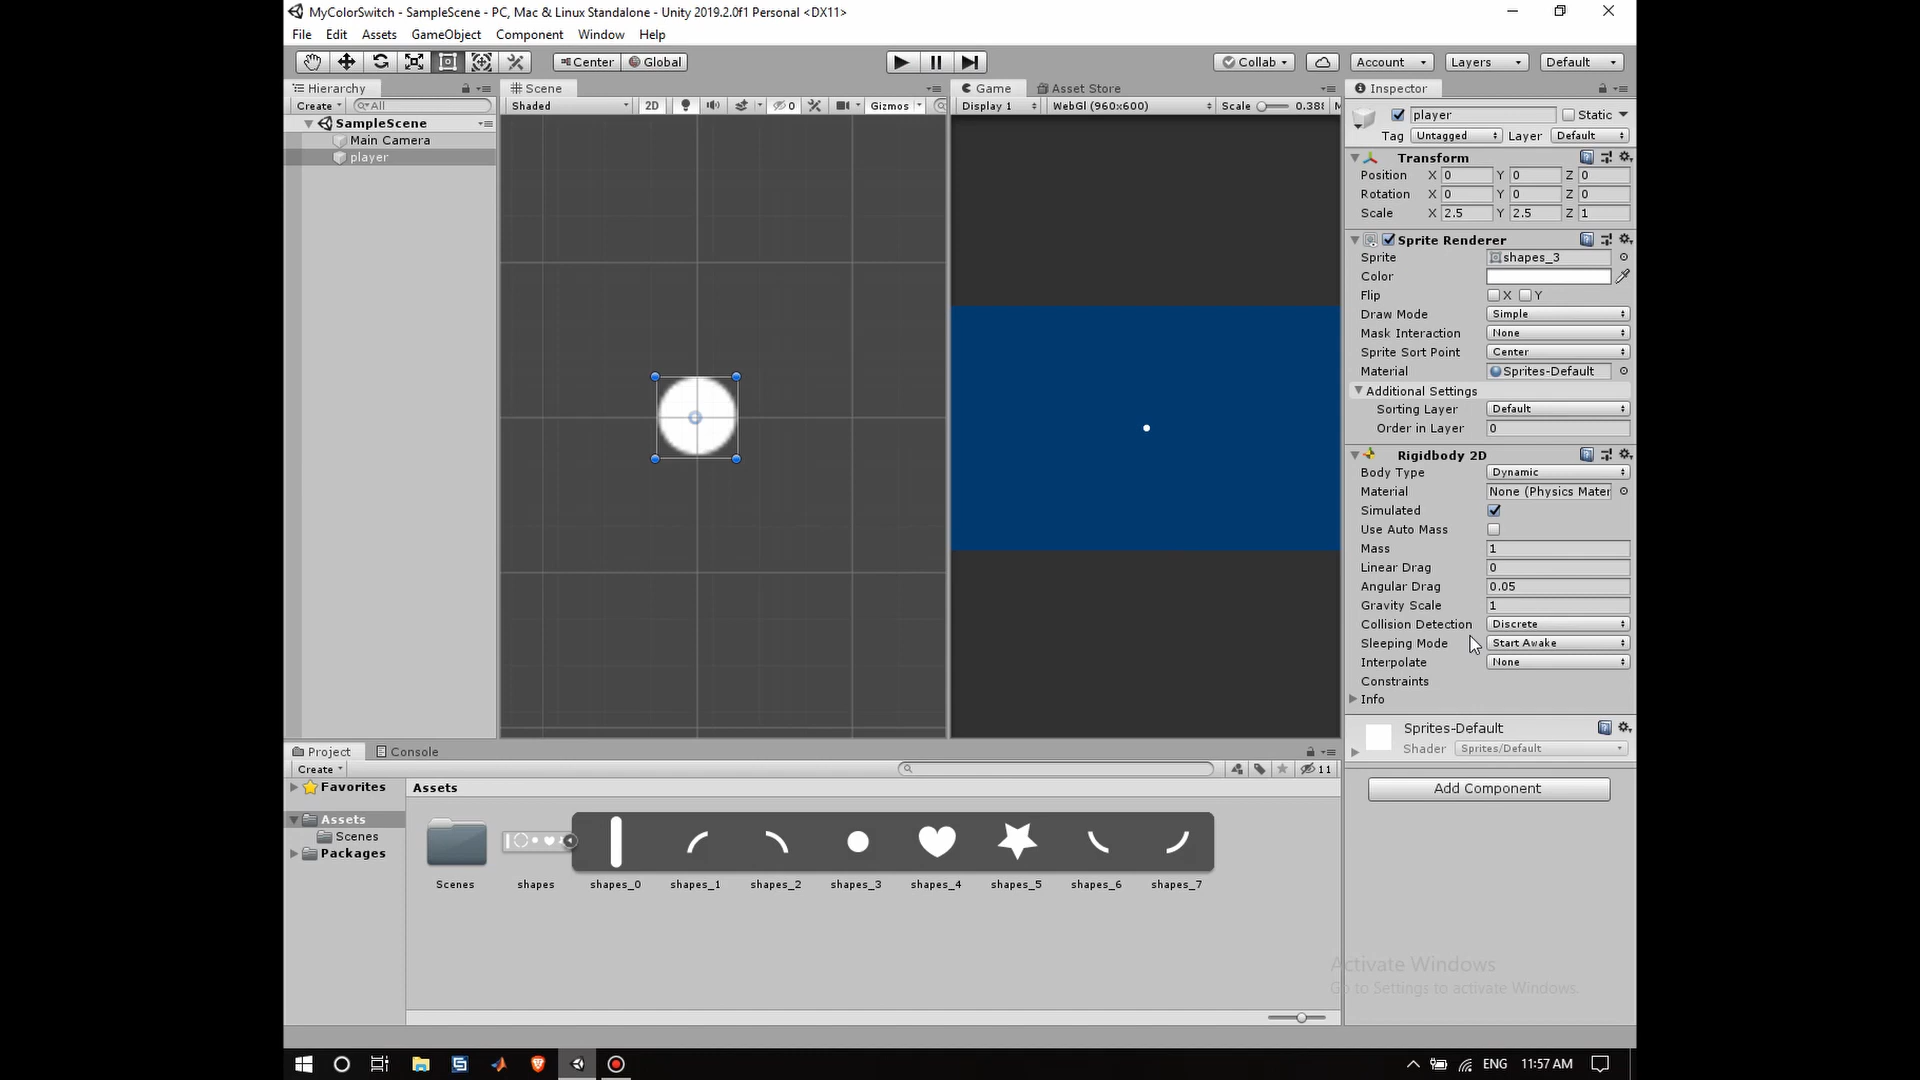 MyColorSwitch - SampleScene - PC, Mac & Linux Standalone - Unity 2019.2.0f1 Personal <DX11>
File Edit Assets GameObject Component Window Help
Center Global Collab Account Layers Default
Hierarchy
Create All
SampleScene
Main Camera
player
Scene
Shaded 2D 0 Gizmos
Game Asset Store
Display 1 WebGl (960x600) Scale 0.38
Inspector
player Static
Tag Untagged Layer Default
Transform
Position X 0 Y 0 Z 0
Rotation X 0 Y 0 Z 0
Scale X 2.5 Y 2.5 Z 1
Sprite Renderer
Sprite shapes_3
Color
Flip X Y
Draw Mode Simple
Mask Interaction None
Sprite Sort Point Center
Material Sprites-Default
Additional Settings
Sorting Layer Default
Order in Layer 0
Rigidbody 2D
Body Type Dynamic
Material None (Physics Mater
Simulated
Use Auto Mass
Mass 1
Linear Drag 0
Angular Drag 0.05
Gravity Scale 1
Collision Detection Discrete
Sleeping Mode Start Awake
Interpolate None
Constraints
Info
Sprites-Default
Shader Sprites/Default
Add Component
Project Console
Create 11
Favorites
Assets
Scenes
Packages
Assets
Scenes shapes shapes_0 shapes_1 shapes_2 shapes_3 shapes_4 shapes_5 shapes_6 shapes_7
Activate Windows
Go to Settings to activate Windows.
ENG 11:57 AM